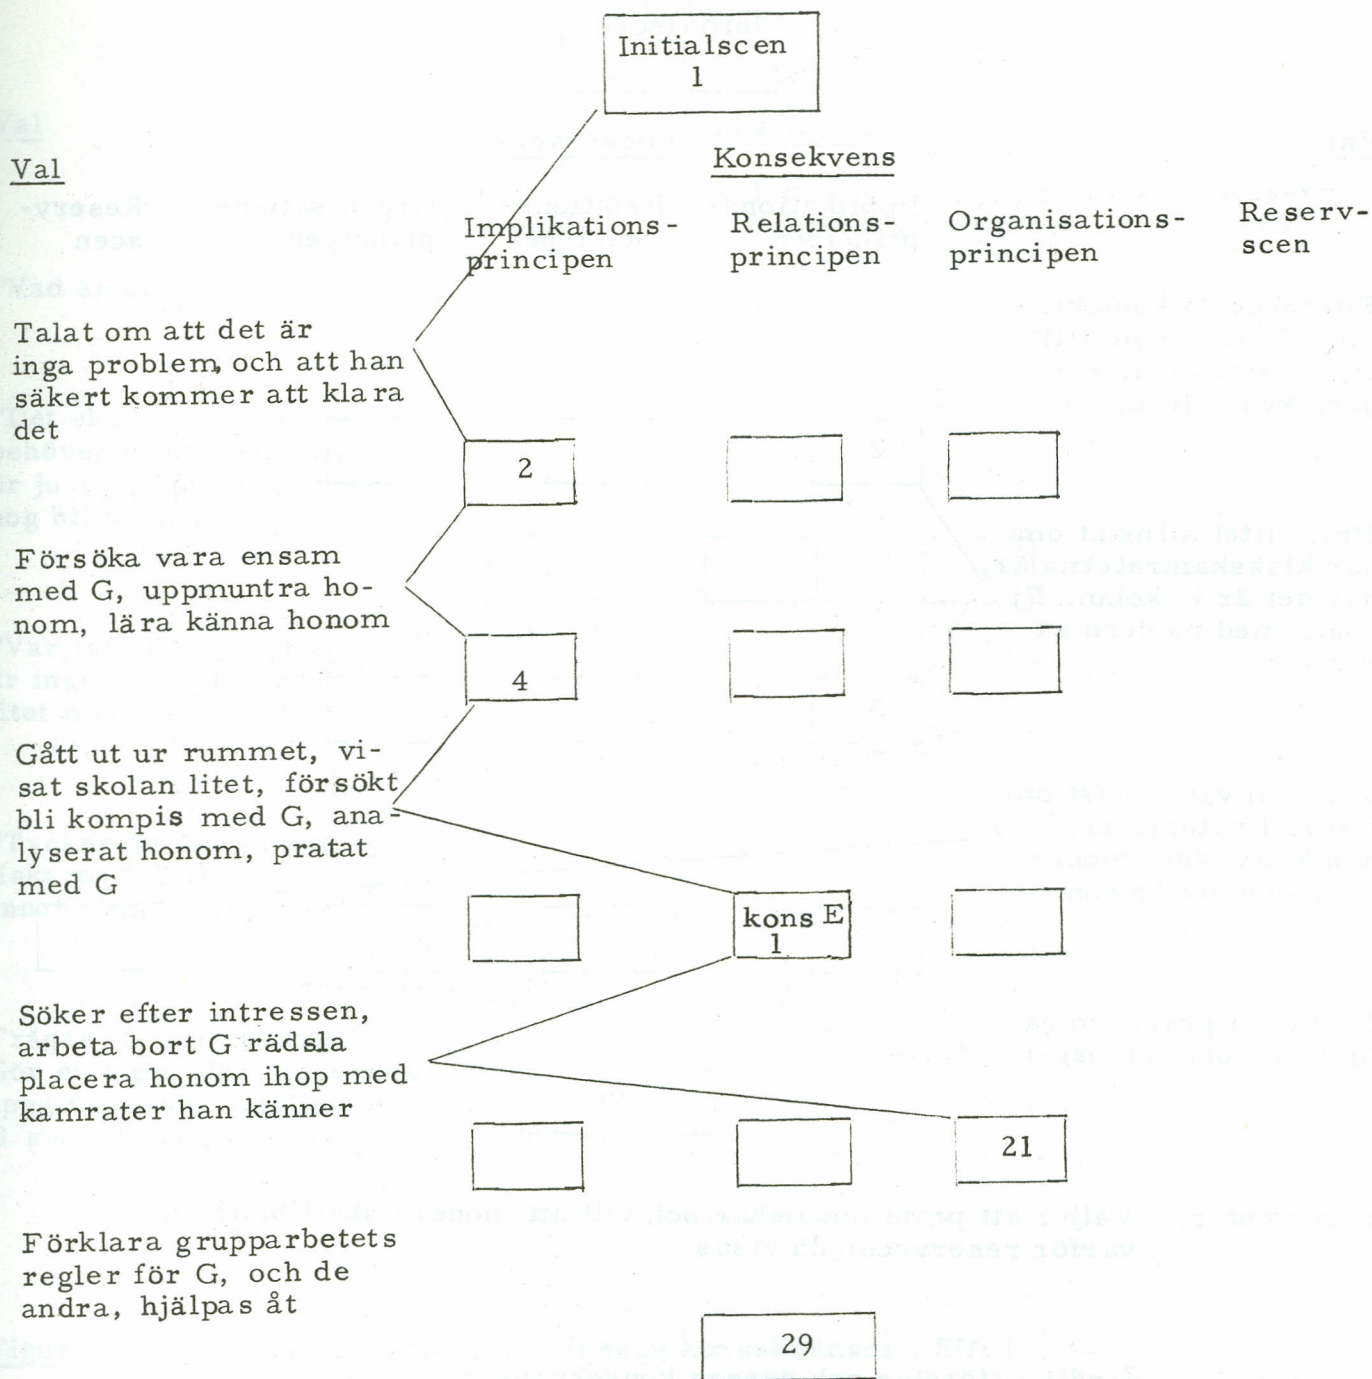 Initialscen
1
Val
Konsekvens
Implikations-
principen
Relations-
principen
Organisations-
principen
Reserv-
scen
Talat om att det är
inga problem, och att han
säkert kommer att klara
det
2
Försöka vara ensam
med G, uppmuntra ho-
nom, lära känna honom
4
Gått ut ur rummet, vi-
sat skolan litet, försökt
bli kompis med G, ana-
lyserat honom, pratat
med G
kons E
1
Söker efter intressen,
arbeta bort G rädsla
placera honom ihop med
kamrater han känner
21
Förklara grupparbetets
regler för G, och de
andra, hjälpas åt
29